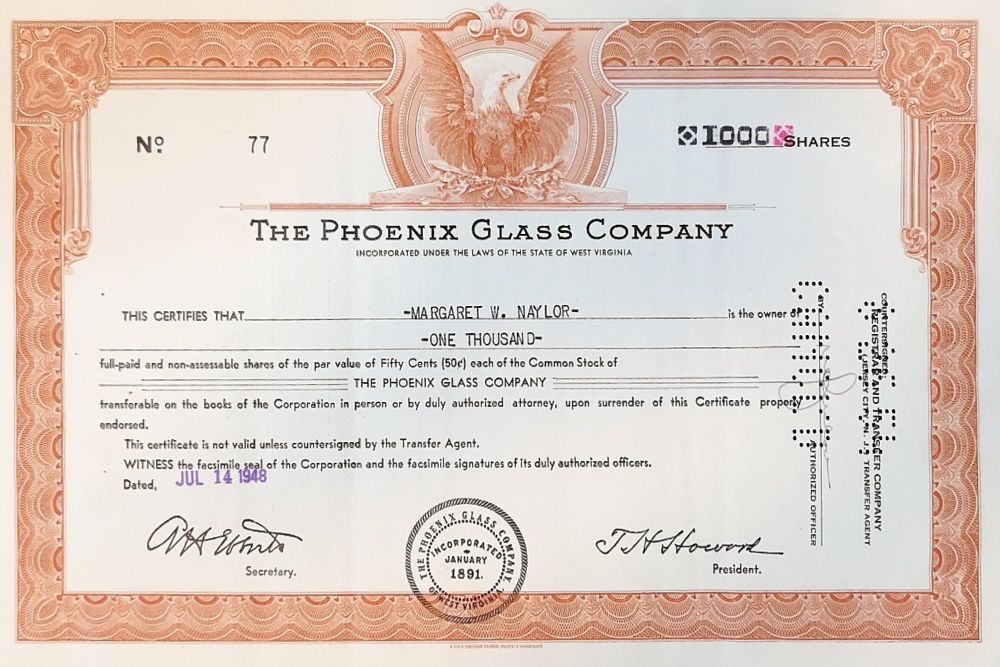 Nº 77
1000 SHARES
THE PHOENIX GLASS COMPANY
INCORPORATED UNDER THE LAWS OF THE STATE OF WEST VIRGINIA
THIS CERTIFIES THAT -MARGARET W. NAYLOR- is the owner of
-ONE THOUSAND-
full-paid and non-assessable shares of the par value of Fifty Cents (50¢) each of the Common Stock of
THE PHOENIX GLASS COMPANY
transferable on the books of the Corporation in person or by duly authorized attorney, upon surrender of this Certificate properly
endorsed.
This certificate is not valid unless countersigned by the Transfer Agent.
WITNESS the facsimile seal of the Corporation and the facsimile signatures of its duly authorized officers.
Dated, JUL 14 1948
COUNTERSIGNED:
REGISTRAR AND TRANSFER COMPANY
(JERSEY CITY, N. J.) TRANSFER AGENT
BY
AUTHORIZED OFFICER
THE PHOENIX GLASS COMPANY.
INCORPORATED
JANUARY
1891.
OF WEST VIRGINIA
Secretary.
T H Howard
President.
COLUMBIAN BANK NOTE COMPANY